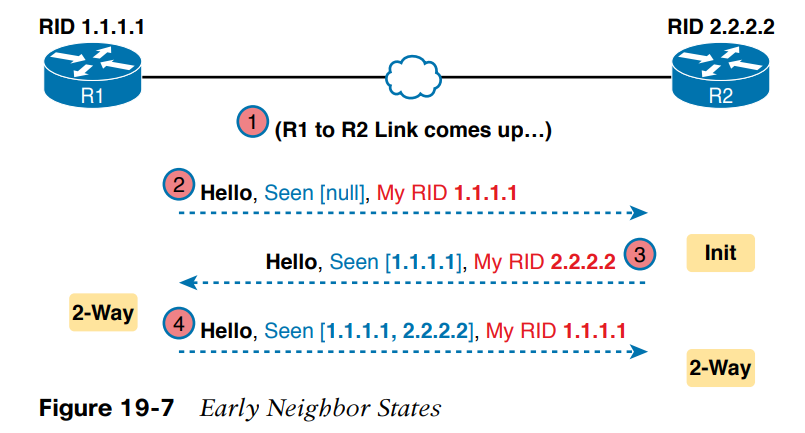 RID 1.1.1.1
RID 2.2.2.2
R1
R2
1 (R1 to R2 Link comes up...)
2 Hello, Seen [null], My RID 1.1.1.1
Hello, Seen [1.1.1.1], My RID 2.2.2.2 3
Init
2-Way
4 Hello, Seen [1.1.1.1, 2.2.2.2], My RID 1.1.1.1
2-Way
Figure 19-7 Early Neighbor States